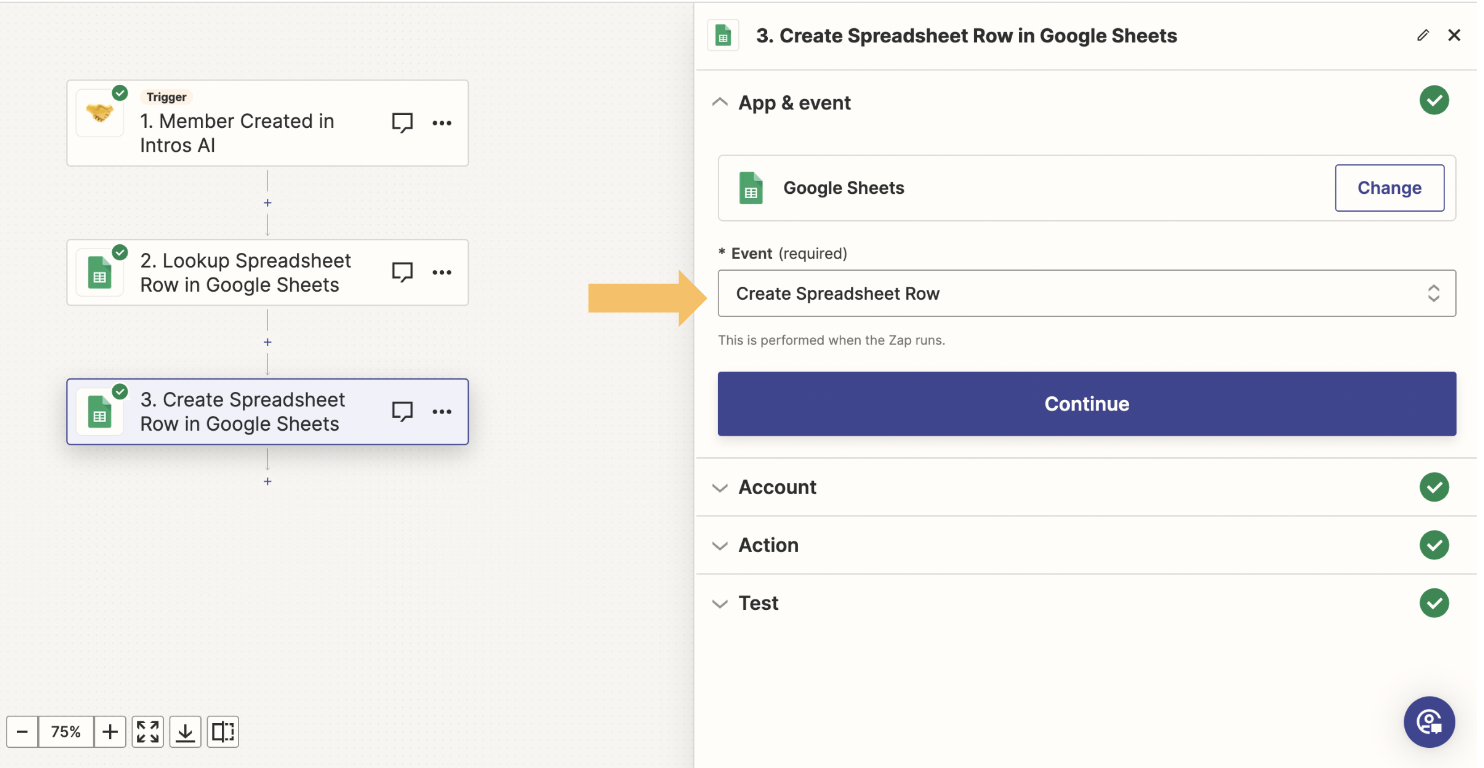 Trigger
1. Member Created in
Intros AI
2. Lookup Spreadsheet
Row in Google Sheets
3. Create Spreadsheet
Row in Google Sheets
75%
3. Create Spreadsheet Row in Google Sheets
App & event
Google Sheets
Change
* Event (required)
Create Spreadsheet Row
This is performed when the Zap runs.
Continue
Account
Action
Test